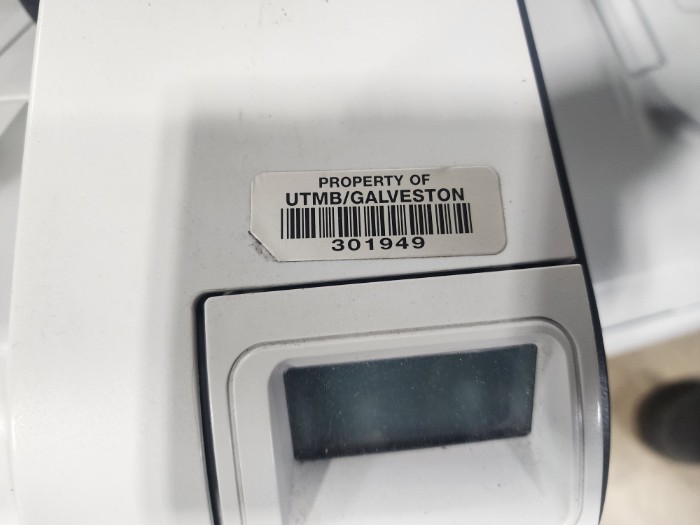 PROPERTY OF
UTMB/GALVESTON
301949